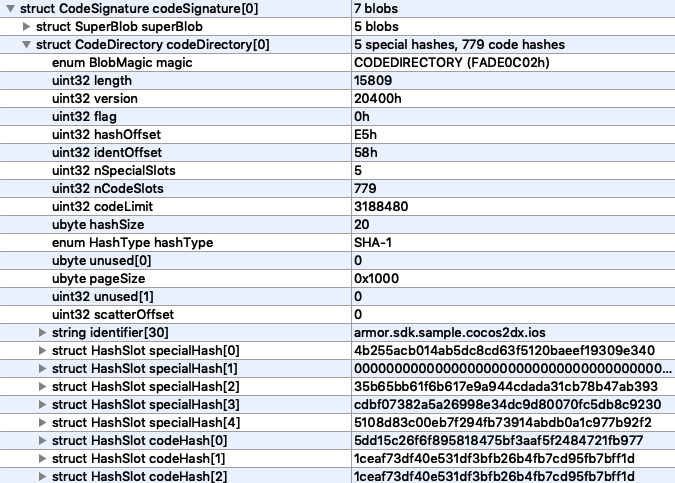 struct CodeSignature codeSignature[0] 7 blobs
struct SuperBlob superBlob 5 blobs
struct CodeDirectory codeDirectory[0] 5 special hashes, 779 code hashes
enum BlobMagic magic CODEDIRECTORY (FADE0C02h)
uint32 length 15809
uint32 version 20400h
uint32 flag 0h
uint32 hashOffset E5h
uint32 identOffset 58h
uint32 nSpecialSlots 5
uint32 nCodeSlots 779
uint32 codeLimit 3188480
ubyte hashSize 20
enum HashType hashType SHA-1
ubyte unused[0] 0
ubyte pageSize 0x1000
uint32 unused[1] 0
uint32 scatterOffset 0
string identifier[30] armor.sdk.sample.cocos2dx.ios
struct HashSlot specialHash[0] 4b255acb014ab5dc8cd63f5120baeef19309e340
struct HashSlot specialHash[1] 00000000000000000000000000000000000000...
struct HashSlot specialHash[2] 35b65bb61f6b617e9a944cdada31cb78b47ab393
struct HashSlot specialHash[3] cdbf07382a5a26998e34dc9d80070fc5db8c9230
struct HashSlot specialHash[4] 5108d83c00eb7f294fb73914abdb0a1c977b92f2
struct HashSlot codeHash[0] 5dd15c26f6f895818475bf3aaf5f2484721fb977
struct HashSlot codeHash[1] 1ceaf73df40e531df3bfb26b4fb7cd95fb7bff1d
struct HashSlot codeHash[2] 1ceaf73df40e531df3bfb26b4fb7cd95fb7bff1d